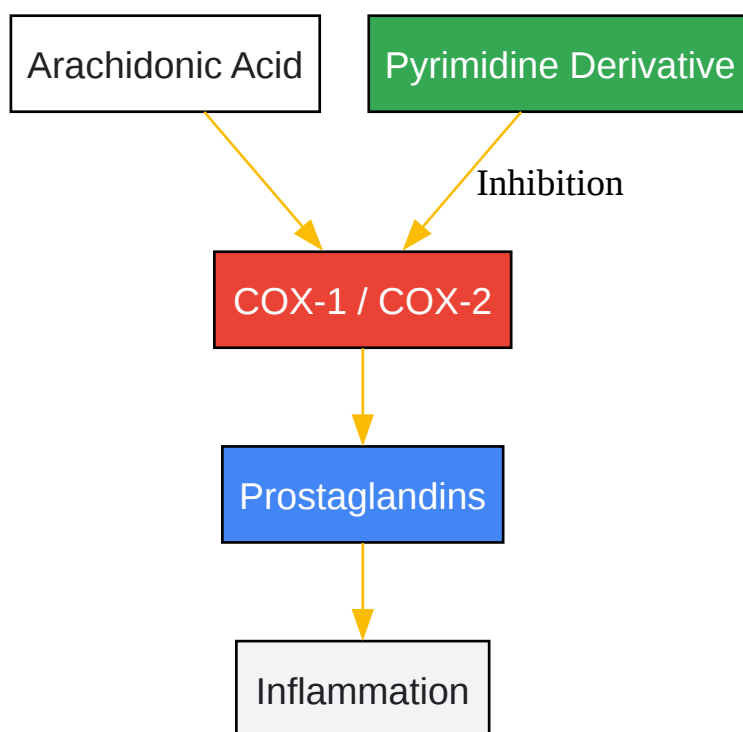 Arachidonic Acid
Pyrimidine Derivative
Inhibition
COX-1 / COX-2
Prostaglandins
Inflammation